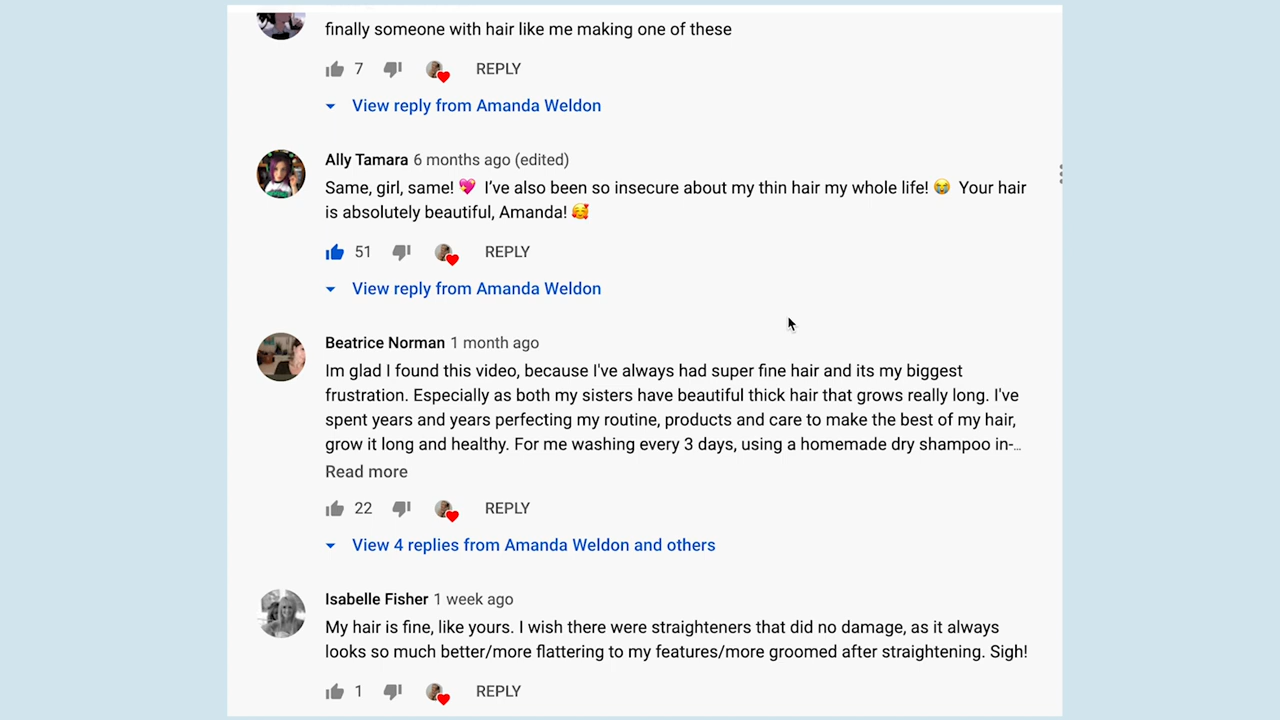 finally someone with hair like me making one of these
7 REPLY
View reply from Amanda Weldon
Ally Tamara 6 months ago (edited)
Same, girl, same! 💖 I've also been so insecure about my thin hair my whole life! 😭 Your hair
is absolutely beautiful, Amanda! 🥰
51 REPLY
View reply from Amanda Weldon
Beatrice Norman 1 month ago
Im glad I found this video, because I've always had super fine hair and its my biggest
frustration. Especially as both my sisters have beautiful thick hair that grows really long. I've
spent years and years perfecting my routine, products and care to make the best of my hair,
grow it long and healthy. For me washing every 3 days, using a homemade dry shampoo in-...
Read more
22 REPLY
View 4 replies from Amanda Weldon and others
Isabelle Fisher 1 week ago
My hair is fine, like yours. I wish there were straighteners that did no damage, as it always
looks so much better/more flattering to my features/more groomed after straightening. Sigh!
1 REPLY